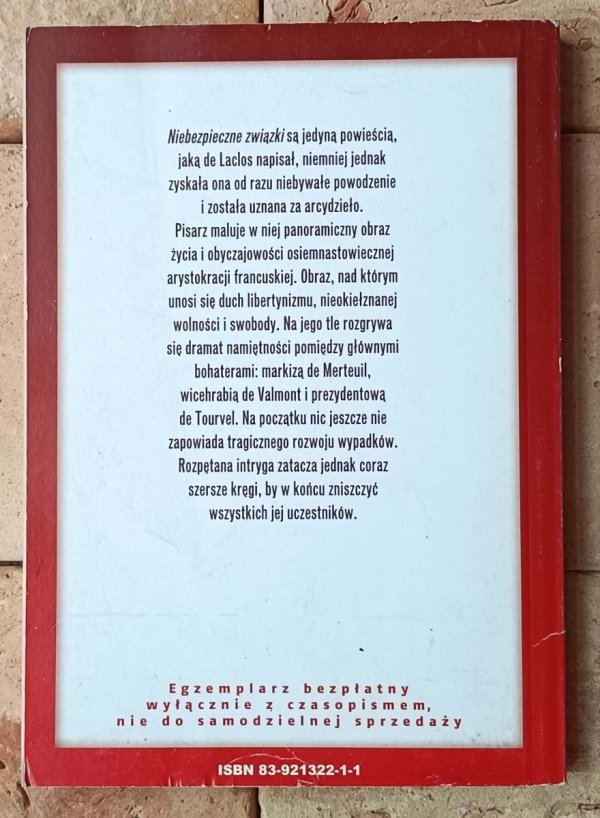 Niebezpieczne związki są jedyną powieścią,
jaką de Laclos napisał, niemniej jednak
zyskała ona od razu niebywałe powodzenie
i została uznana za arcydzieło.
Pisarz maluje w niej panoramiczny obraz
życia i obyczajowości osiemnastowiecznej
arystokracji francuskiej. Obraz, nad którym
unosi się duch libertynizmu, nieokiełznanej
wolności i swobody. Na jego tle rozgrywa
się dramat namiętności pomiędzy głównymi
bohaterami: markizą de Merteuil,
wicehrabią de Valmont i prezydentową
de Tourvel. Na początku nic jeszcze nie
zapowiada tragicznego rozwoju wypadków.
Rozpętana intryga zatacza jednak coraz
szersze kręgi, by w końcu zniszczyć
wszystkich jej uczestników.
Egzemplarz bezpłatny
wyłącznie z czasopismem,
nie do samodzielnej sprzedaży
ISBN 83-921322-1-1